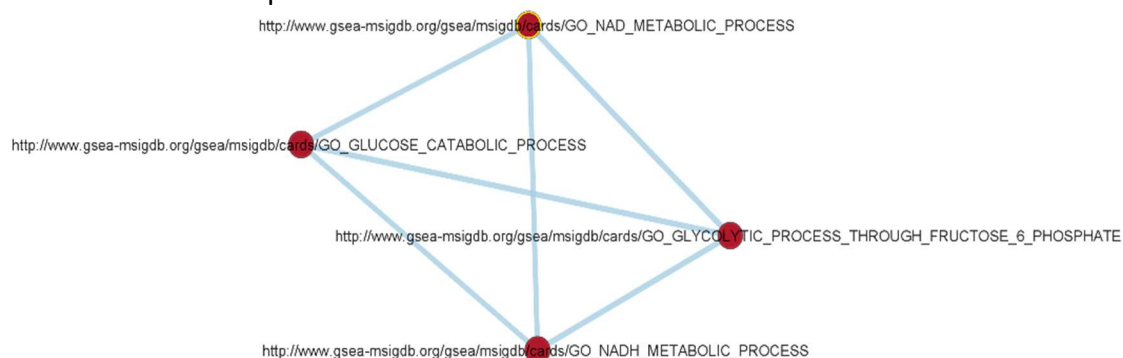 http://www.gsea-msigdb.org/gsea/msigdb/cards/GO_NAD_METABOLIC_PROCESS
http://www.gsea-msigdb.org/gsea/msigdb/cards/GO_GLUCOSE_CATABOLIC_PROCESS
http://www.gsea-msigdb.org/gsea/msigdb/cards/GO_GLYCOLYTIC_PROCESS_THROUGH_FRUCTOSE_6_PHOSPHATE
http://www.gsea-msigdb.org/gsea/msigdb/cards/GO_NADH_METABOLIC_PROCESS